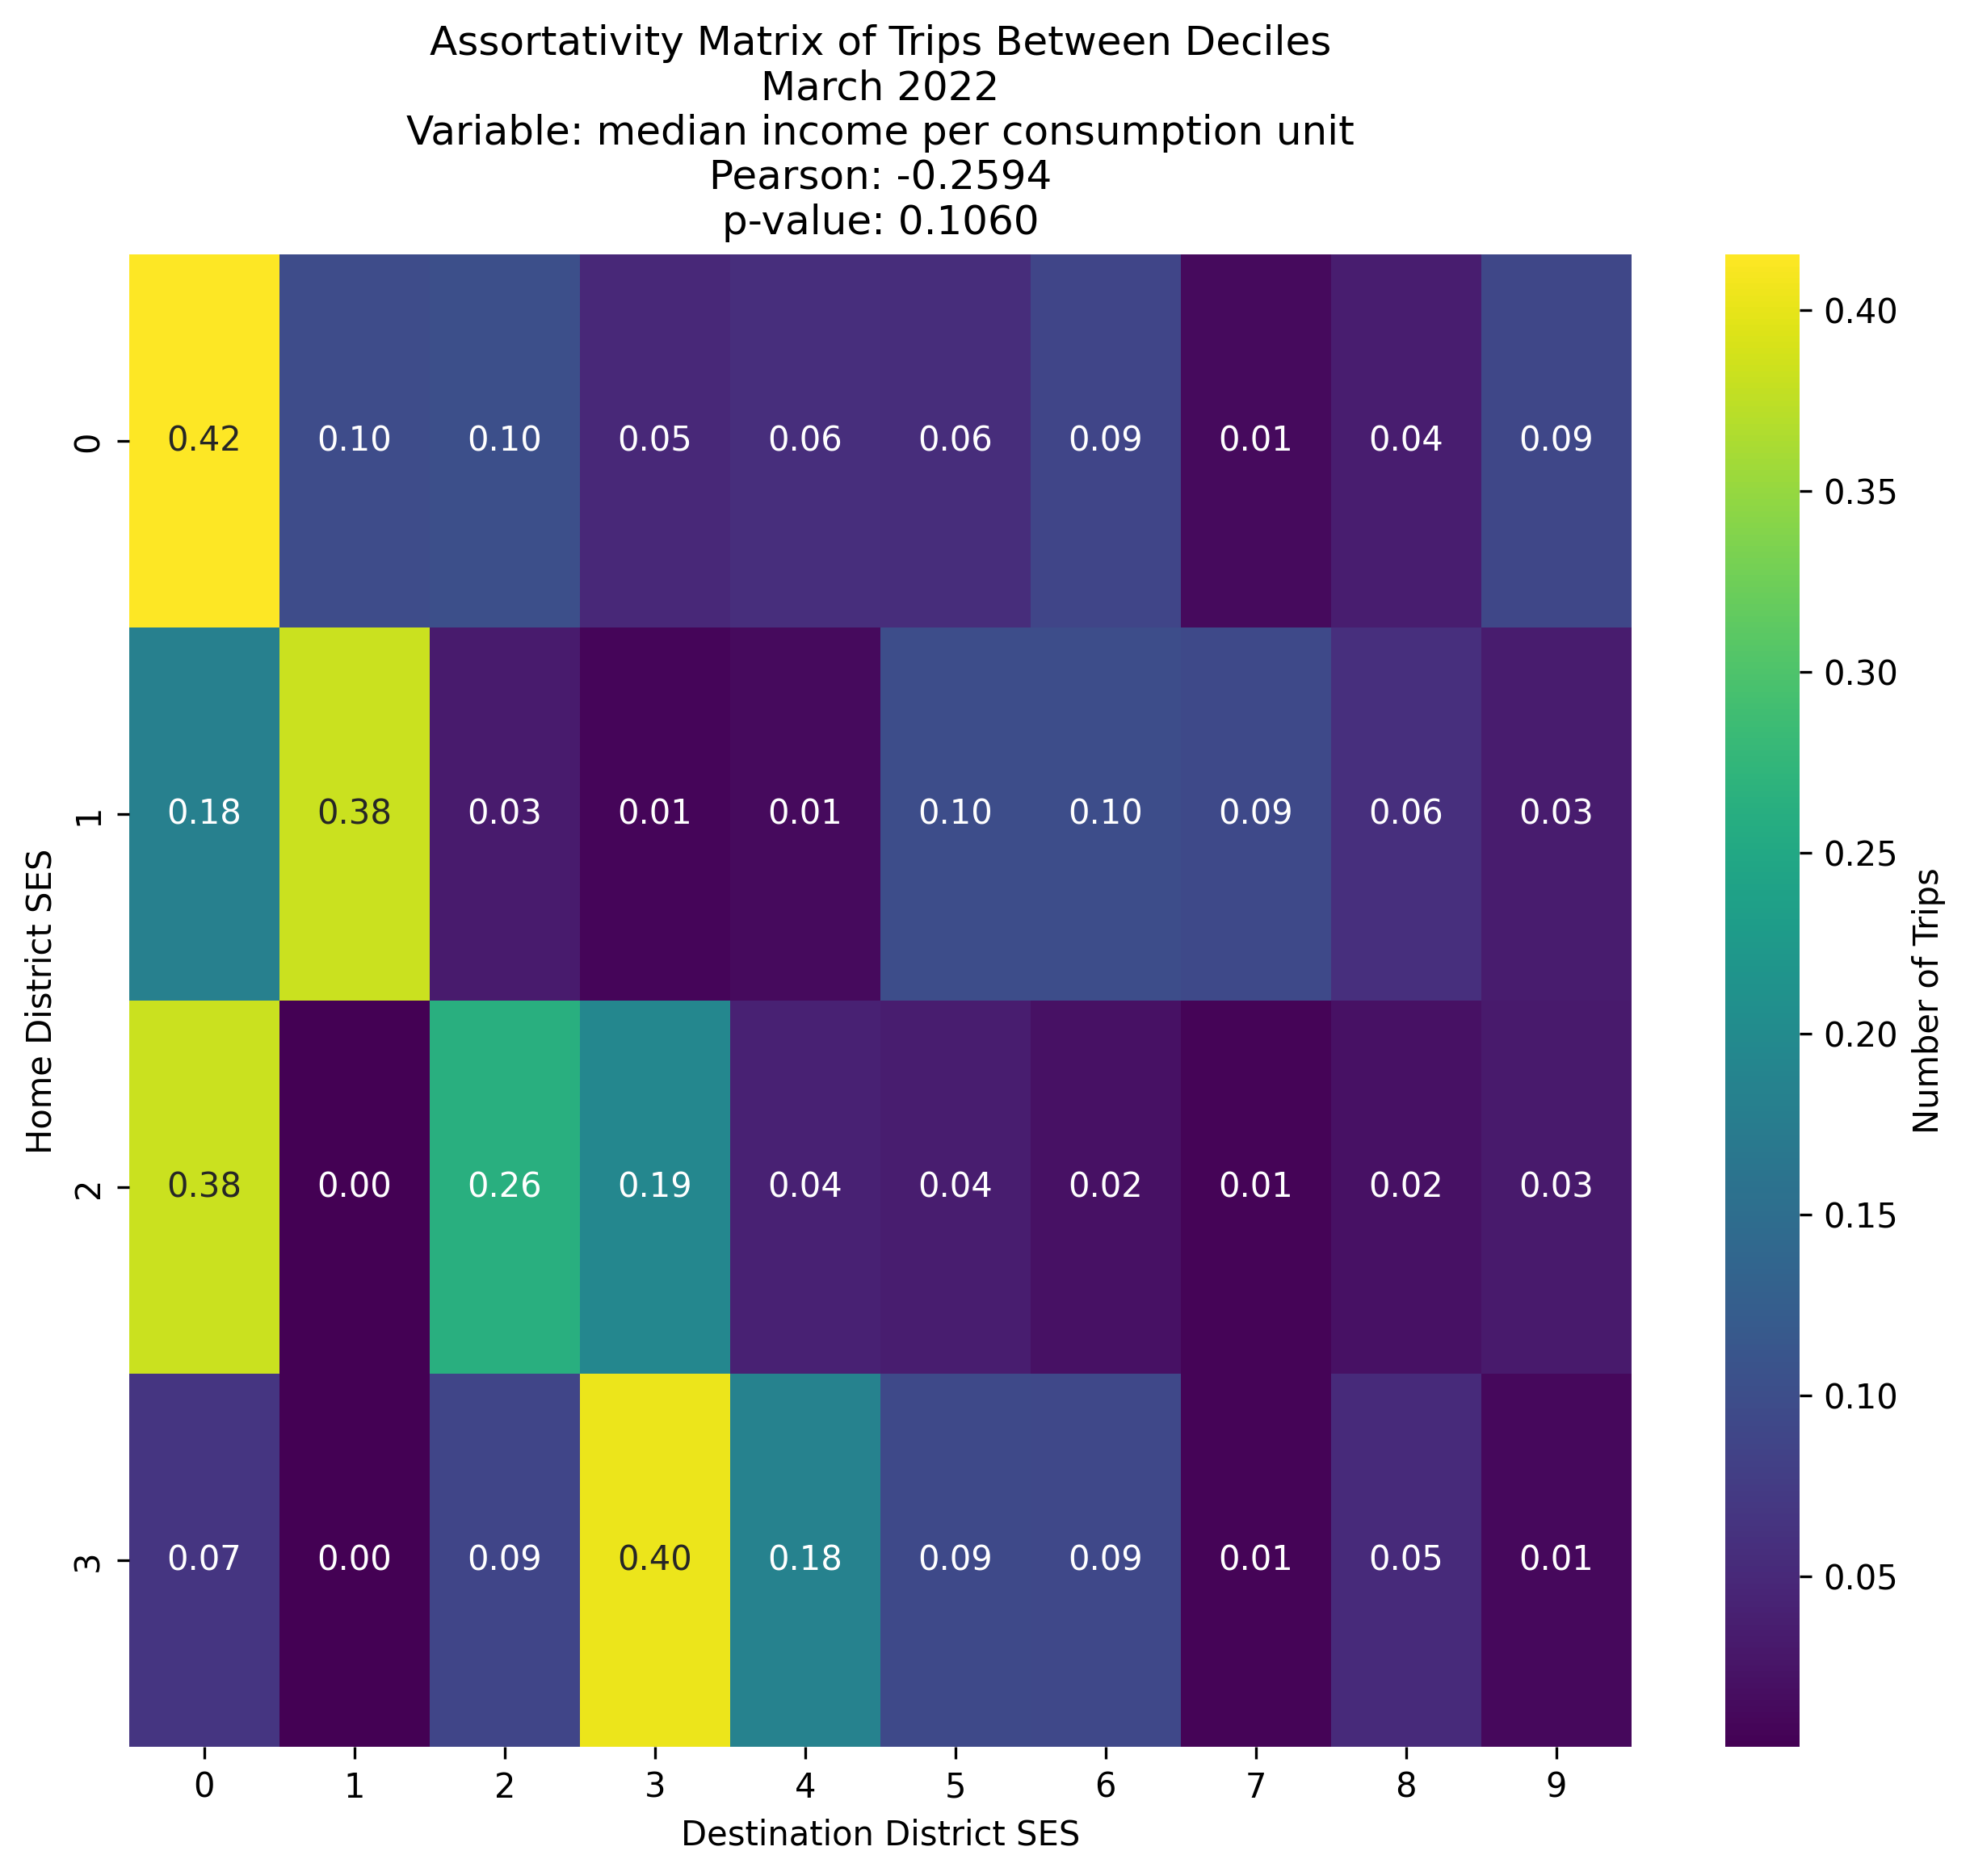 Assortativity Matrix of Trips Between Deciles
March 2022
Variable: median income per consumption unit
Pearson: -0.2594
p-value: 0.1060
Home District SES
0
0.42 0.10 0.10 0.05 0.06 0.06 0.09 0.01 0.04 0.09
1
0.18 0.38 0.03 0.01 0.01 0.10 0.10 0.09 0.06 0.03
2
0.38 0.00 0.26 0.19 0.04 0.04 0.02 0.01 0.02 0.03
3
0.07 0.00 0.09 0.40 0.18 0.09 0.09 0.01 0.05 0.01
0 1 2 3 4 5 6 7 8 9
Destination District SES
0.40
0.35
0.30
0.25
0.20
0.15
0.10
0.05
Number of Trips